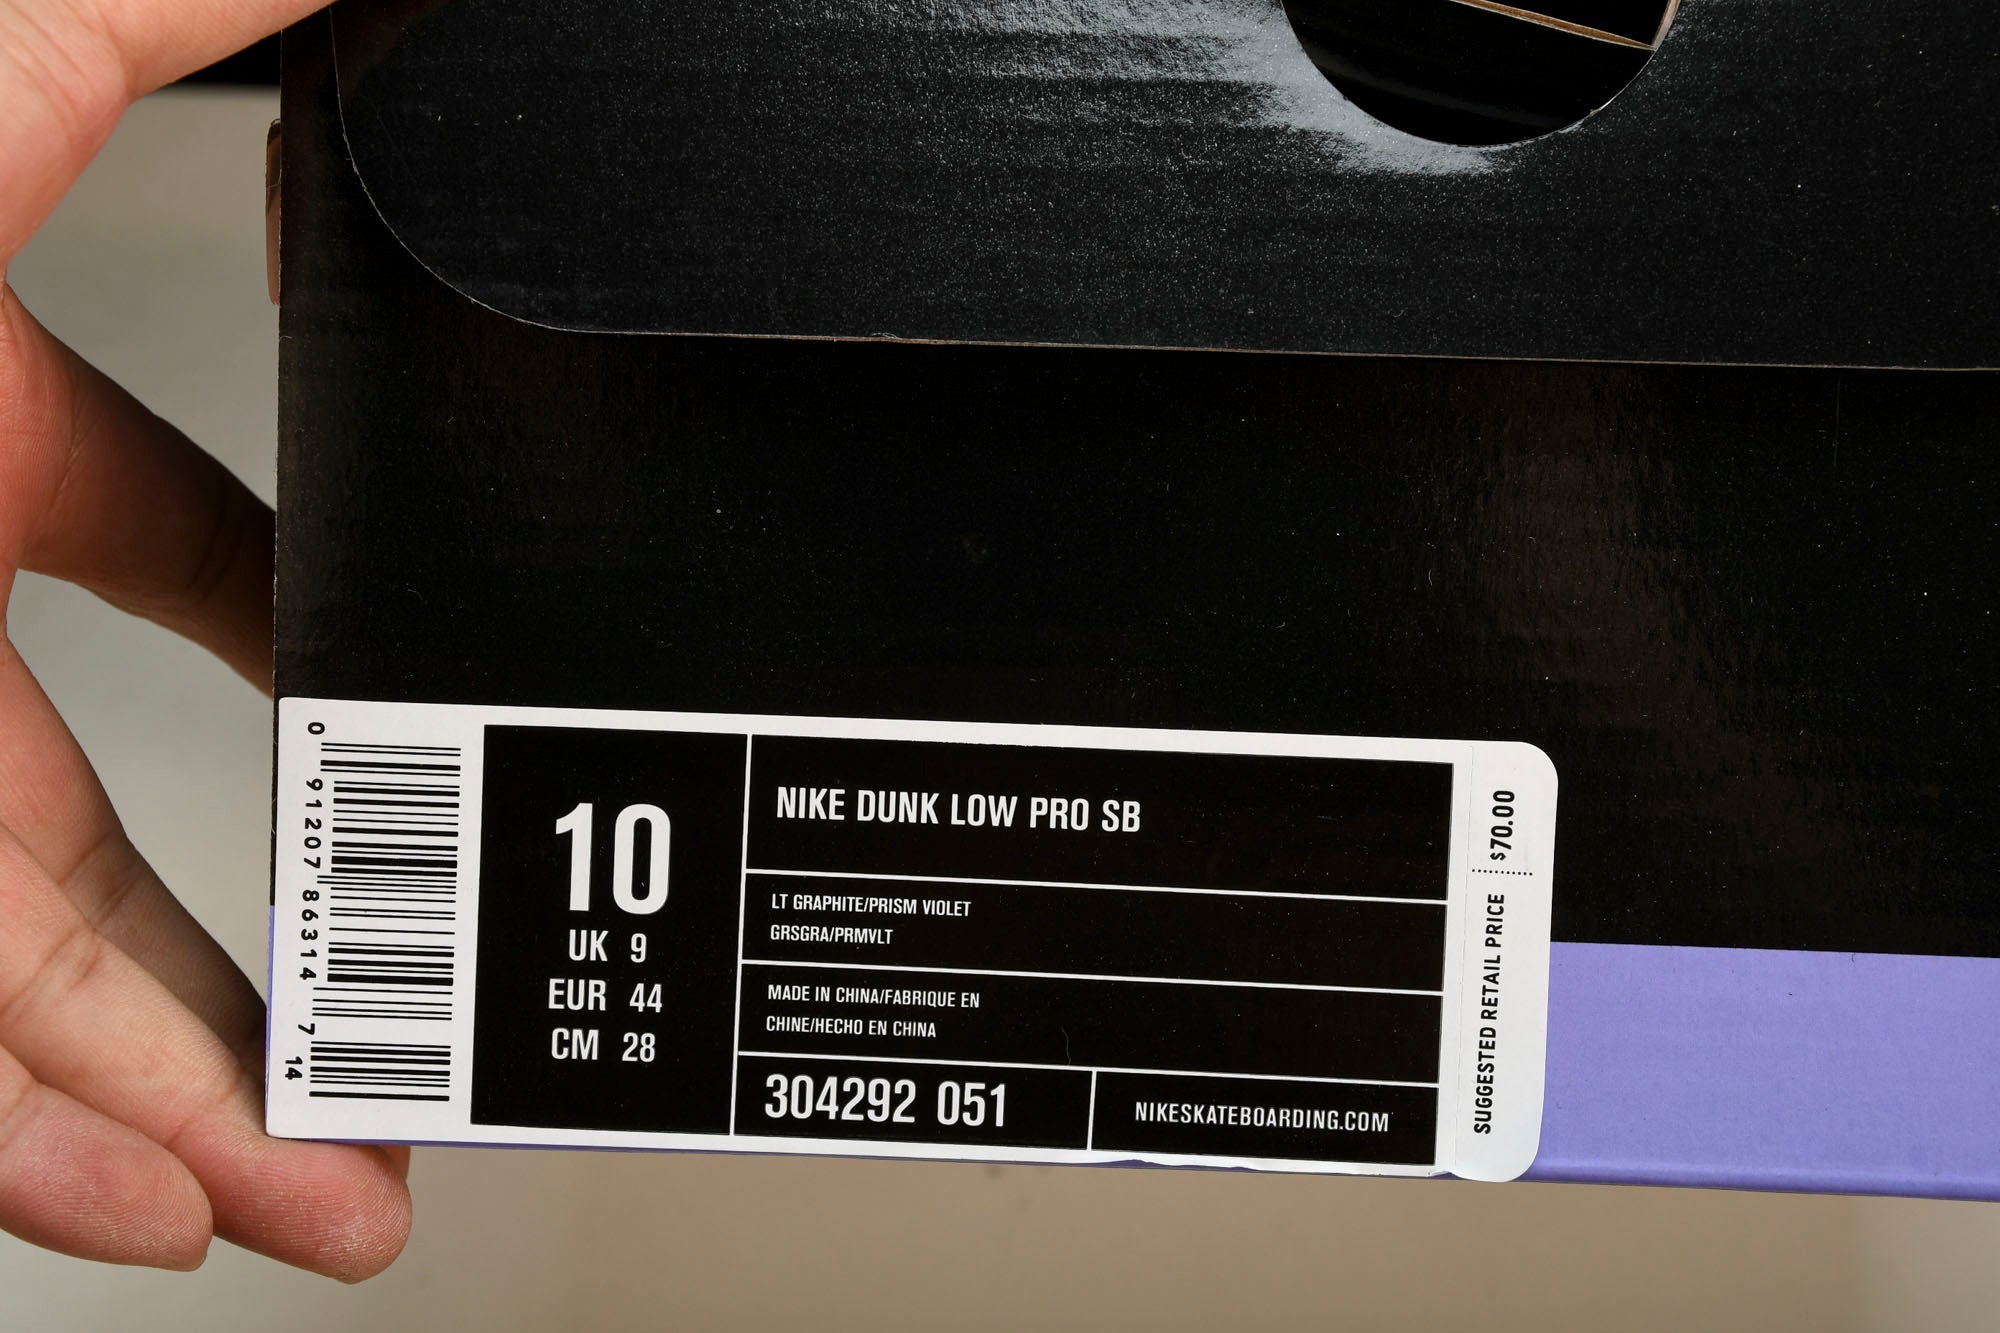 0 91207 86314 7 14
10
UK 9
EUR 44
CM 28
NIKE DUNK LOW PRO SB
LT GRAPHITE/PRISM VIOLET
GRSGRA/PRMVLT
MADE IN CHINA/FABRIQUE EN
CHINE/HECHO EN CHINA
304292 051
NIKESKATEBOARDING.COM
SUGGESTED RETAIL PRICE $70.00